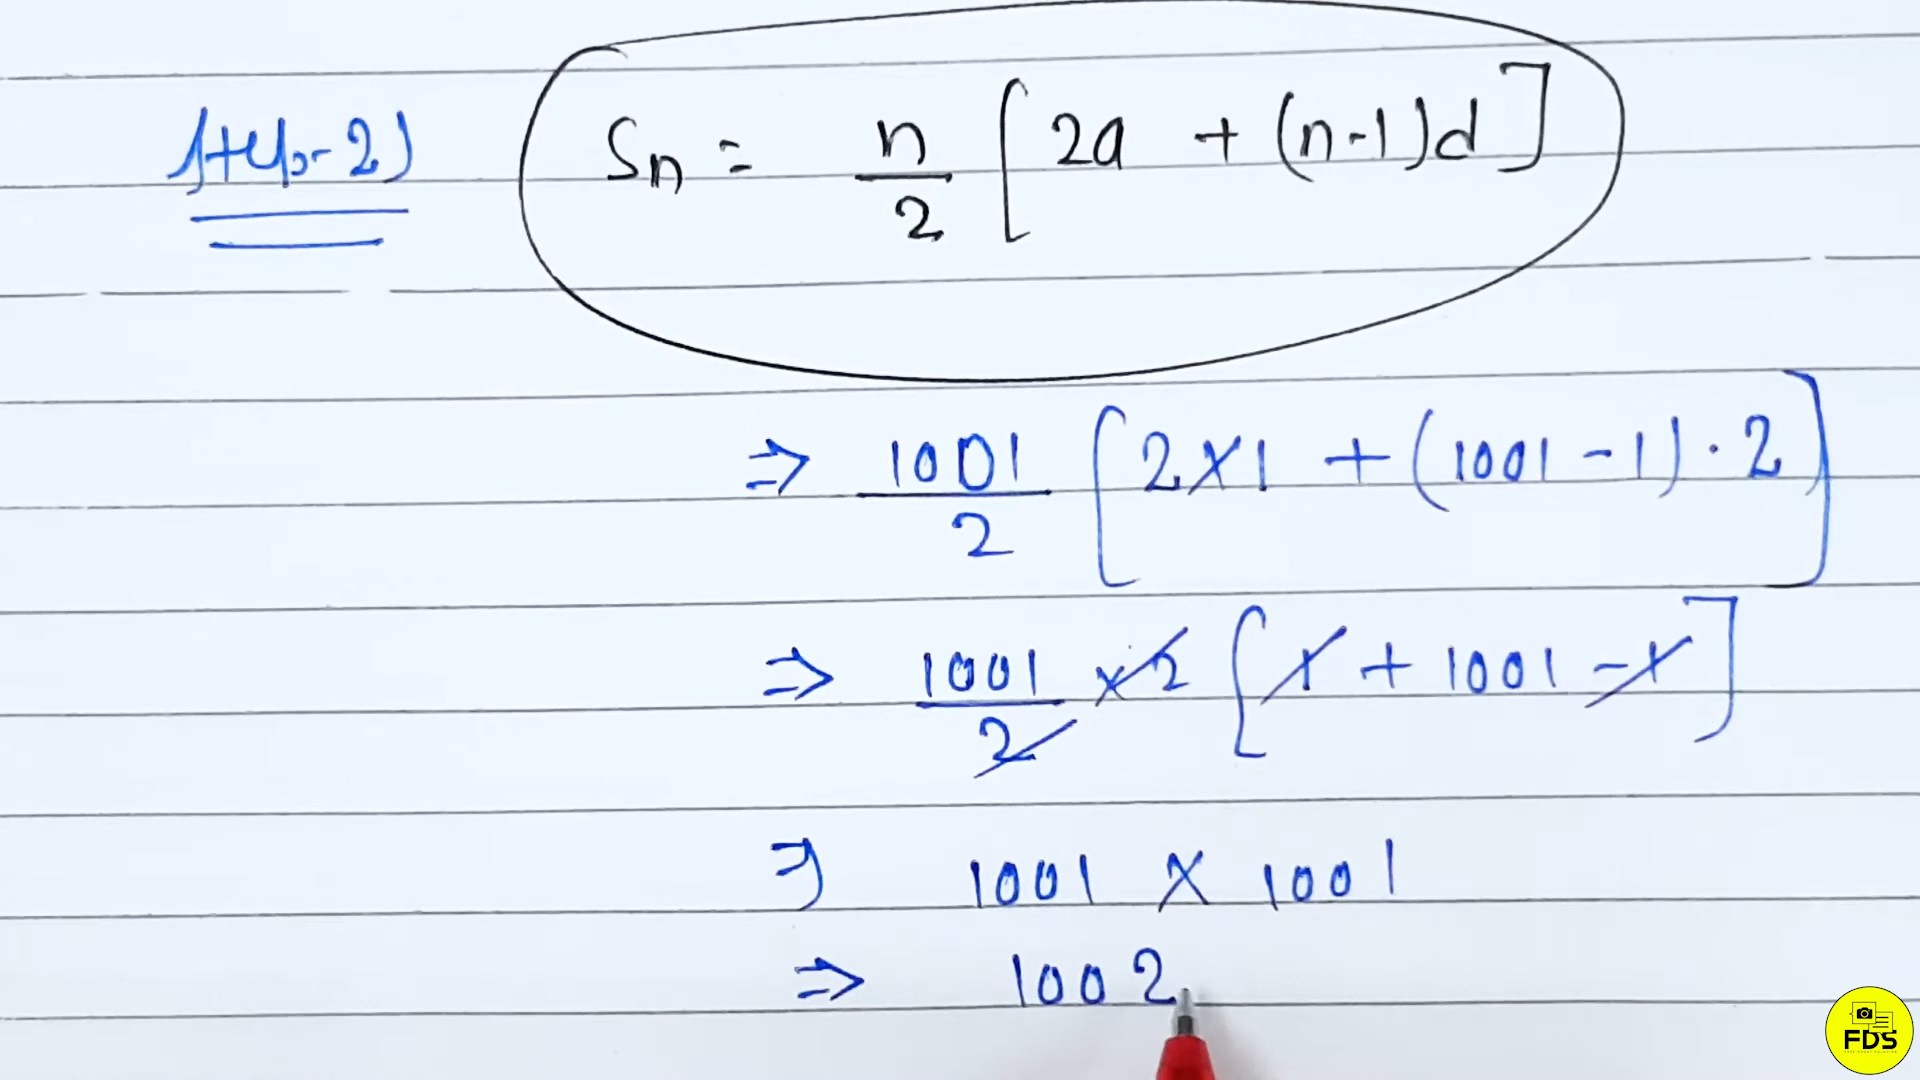 Step-2)
Sn = n/2 [2a + (n-1)d]
⇒ 1001/2 [2×1 + (1001-1)·2]
⇒ 1001/2 ×2 [1 + 1001 -1]
⇒ 1001 × 1001
⇒ 1002
FDS